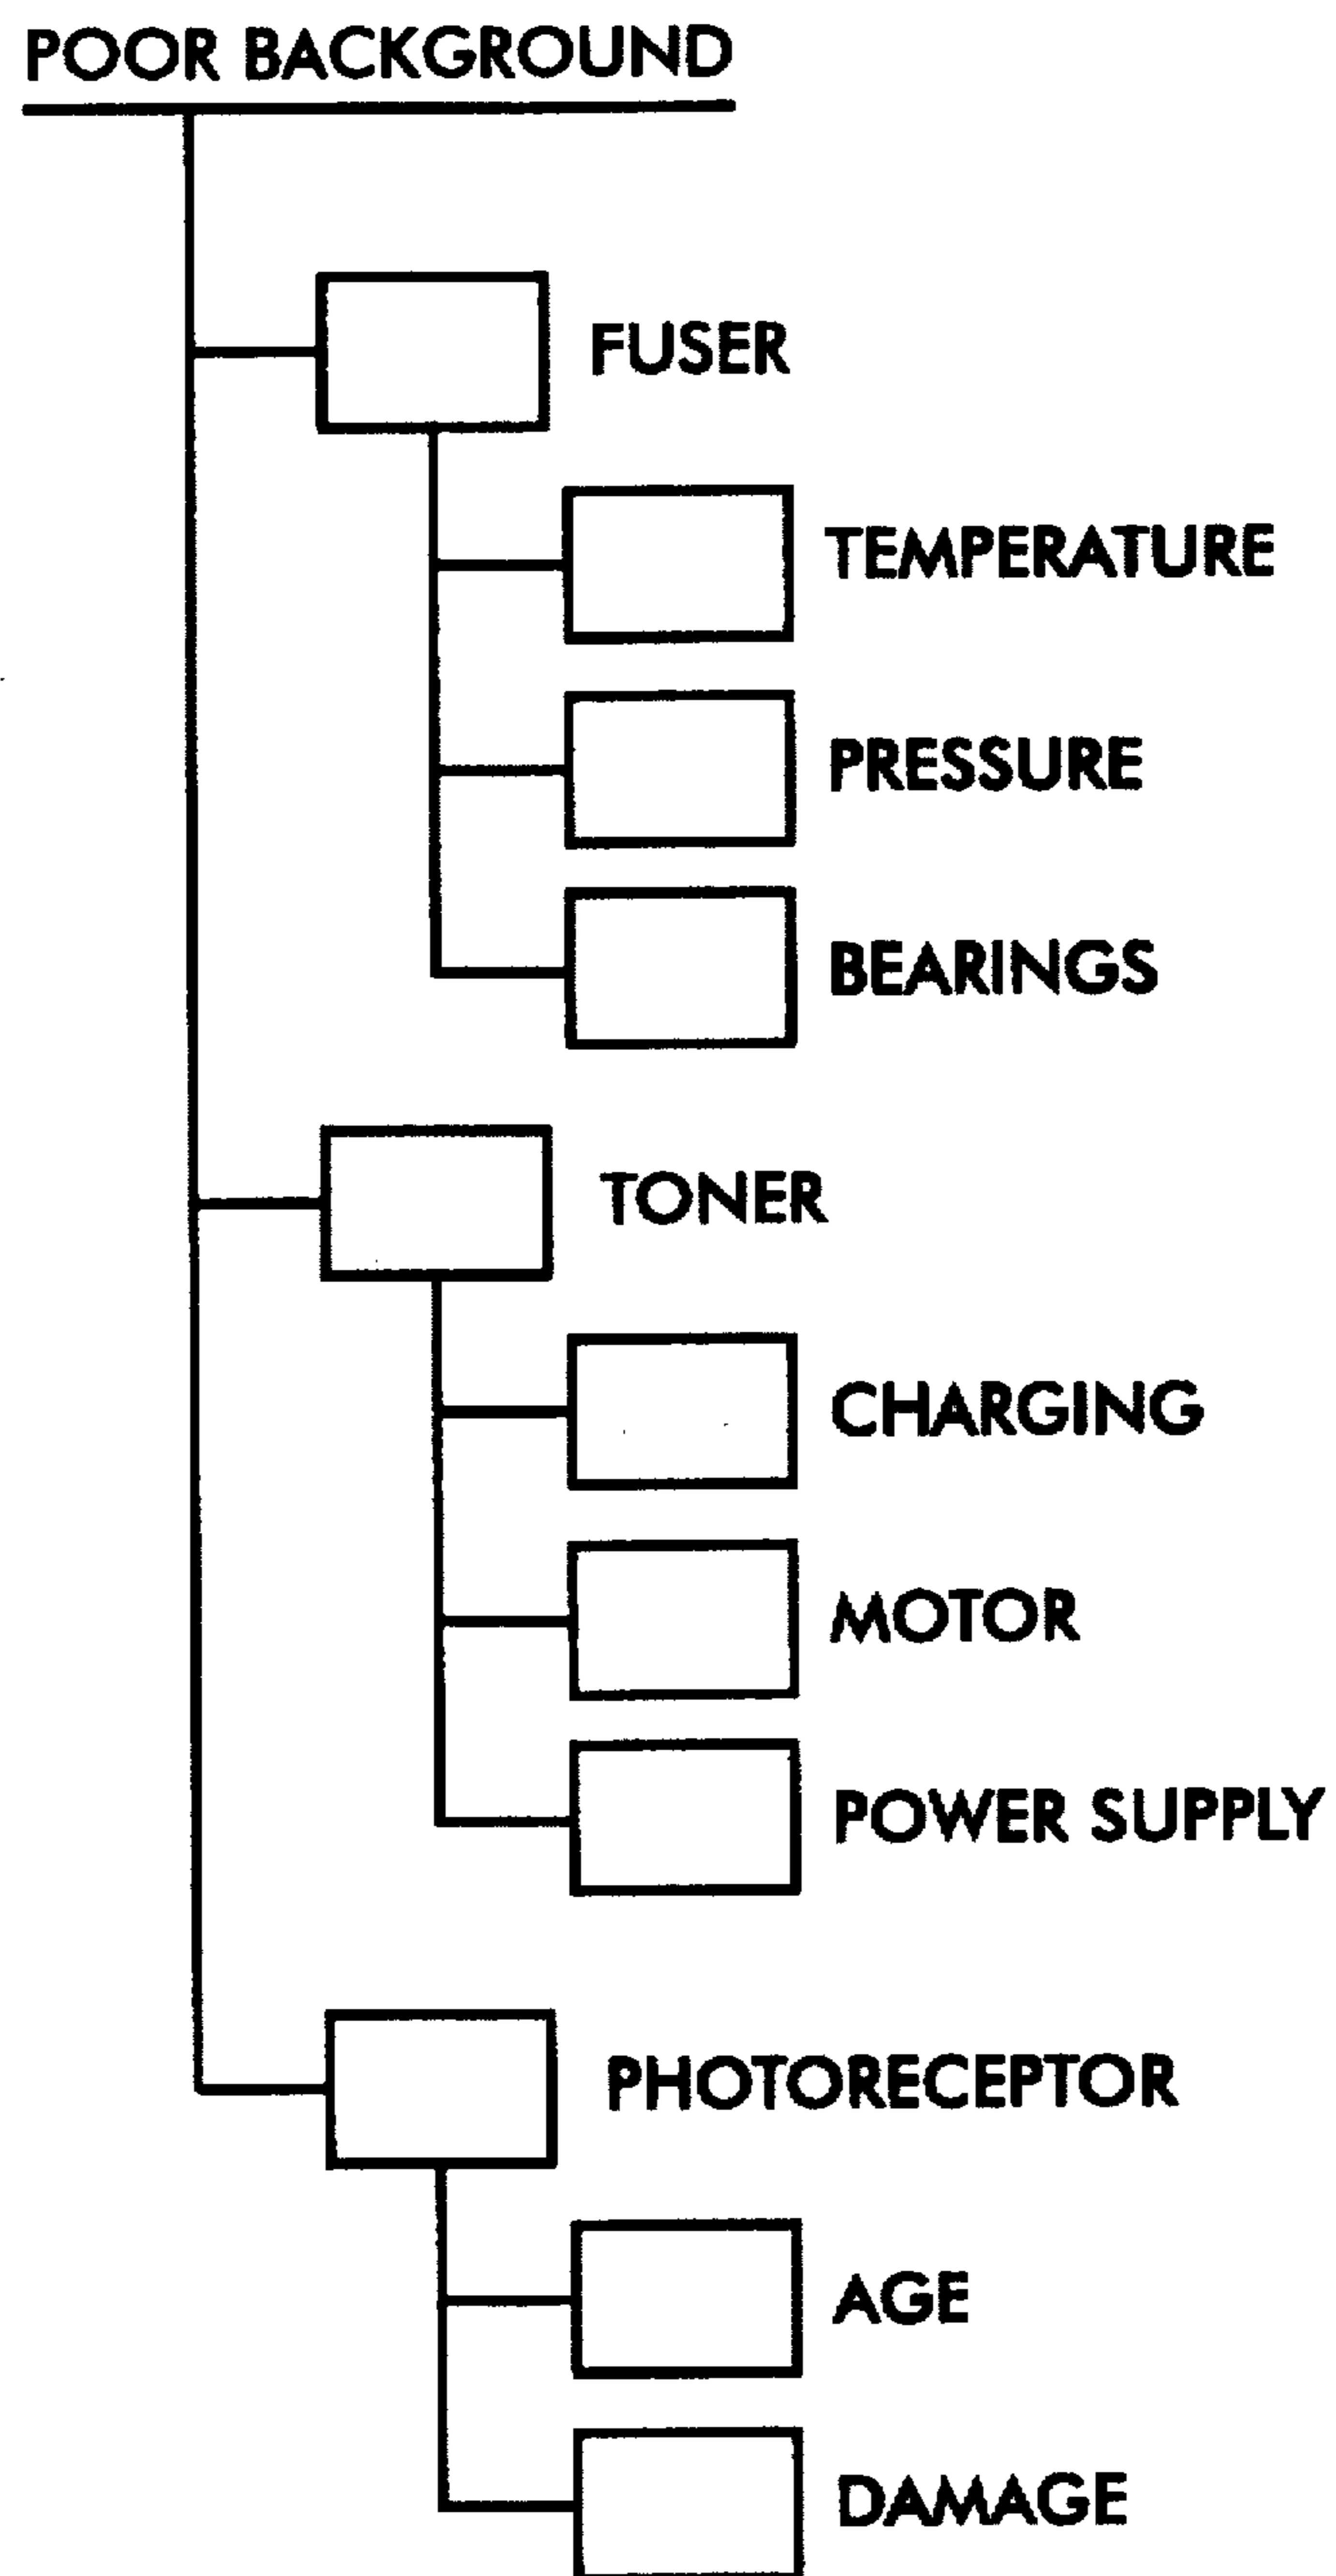 POOR BACKGROUND
FUSER
TEMPERATURE
PRESSURE
BEARINGS
TONER
CHARGING
MOTOR
POWER SUPPLY
PHOTORECEPTOR
AGE
DAMAGE